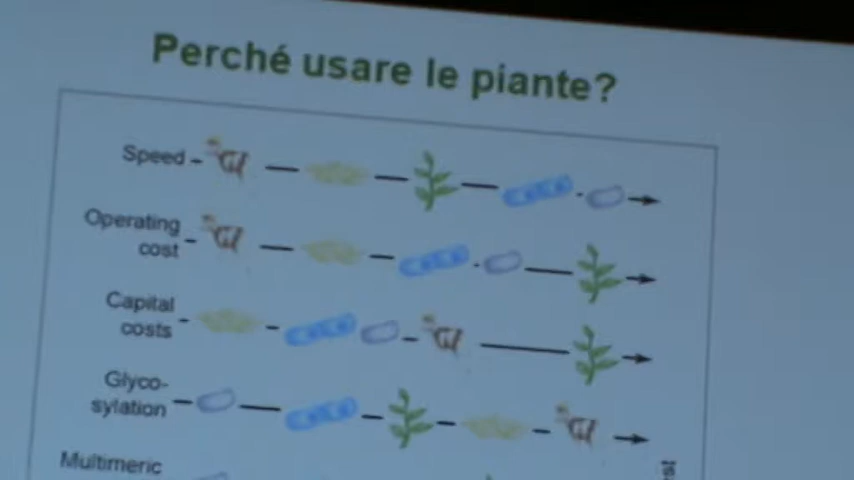 Perché usare le piante?
Speed
Operating
cost
Capital
costs
Glyco-
sylation
Multimeric